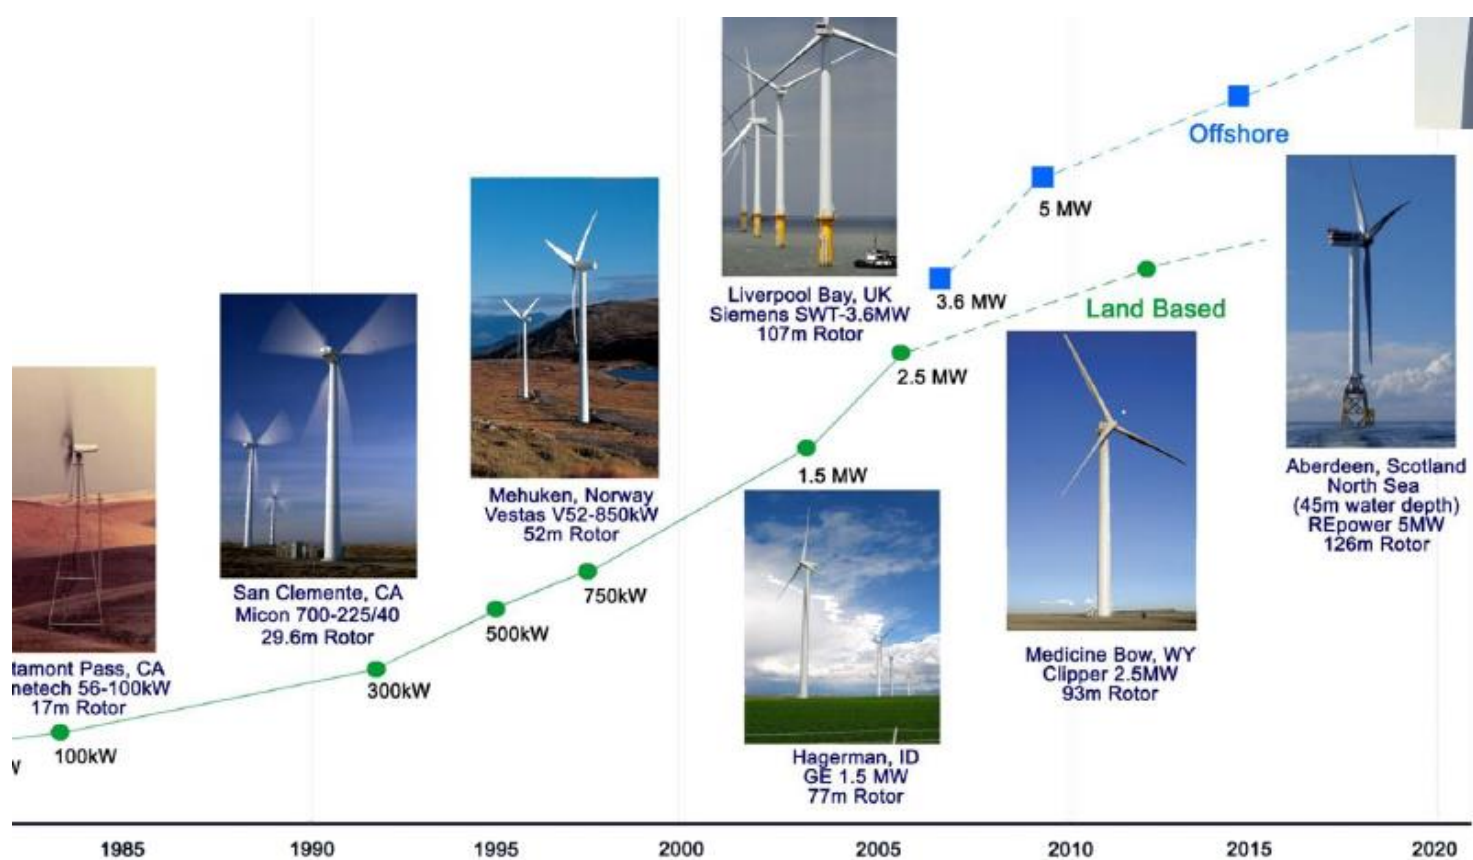 Offshore
5 MW
3.6 MW
Land Based
2.5 MW
1.5 MW
750kW
500kW
300kW
100kW
Liverpool Bay, UK
Siemens SWT-3.6MW
107m Rotor
Aberdeen, Scotland
North Sea
(45m water depth)
REpower 5MW
126m Rotor
Mehuken, Norway
Vestas V52-850kW
52m Rotor
San Clemente, CA
Micon 700-225/40
29.6m Rotor
Medicine Bow, WY
Clipper 2.5MW
93m Rotor
tamont Pass, CA
netech 56-100kW
17m Rotor
Hagerman, ID
GE 1.5 MW
77m Rotor
1985 1990 1995 2000 2005 2010 2015 2020